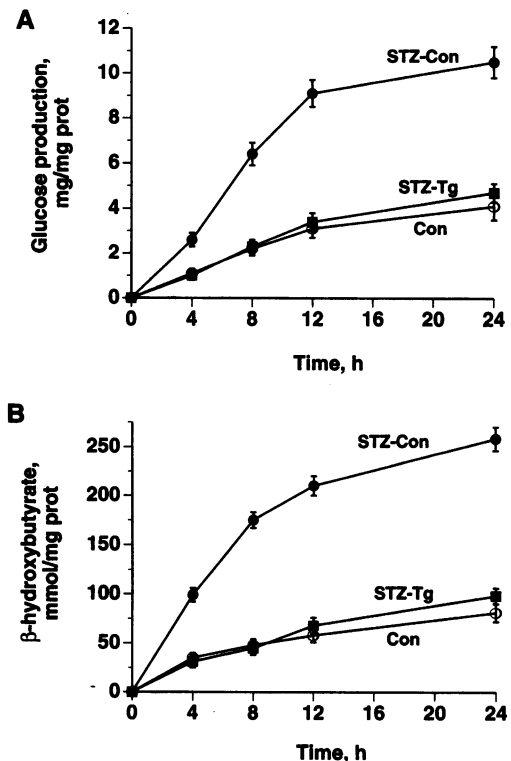 A
Glucose production,
mg/mg prot
12
10
8
6
4
2
0
STZ-Con
STZ-Tg
Con
0 4 8 12 16 20 24
Time, h
B
β-hydroxybutyrate,
mmol/mg prot
250
200
150
100
50
0
STZ-Con
STZ-Tg
Con
0 4 8 12 16 20 24
Time, h